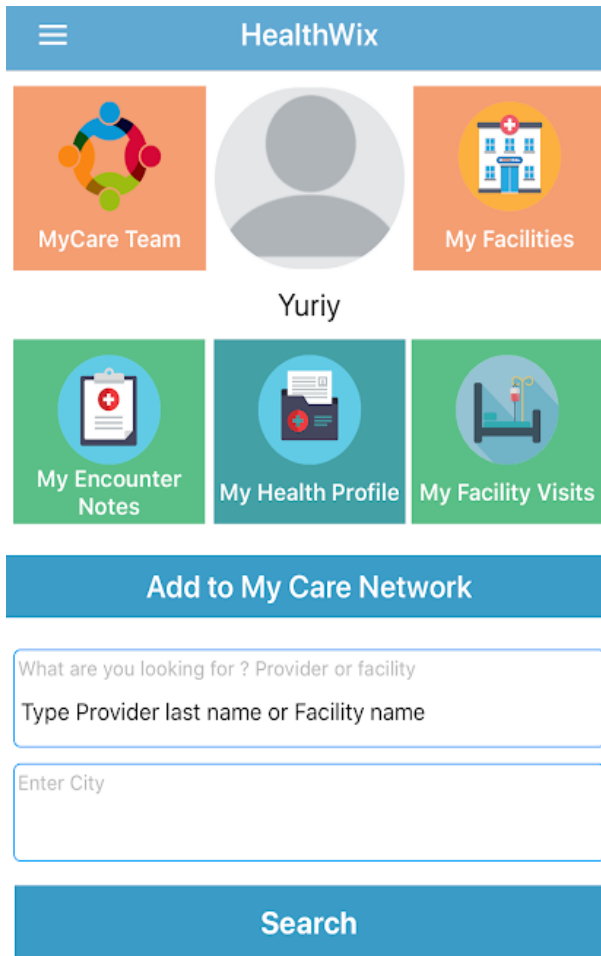 HealthWix
MyCare Team
My Facilities
Yuriy
My Encounter
Notes
My Health Profile
My Facility Visits
Add to My Care Network
What are you looking for ? Provider or facility
Type Provider last name or Facility name
Enter City
Search